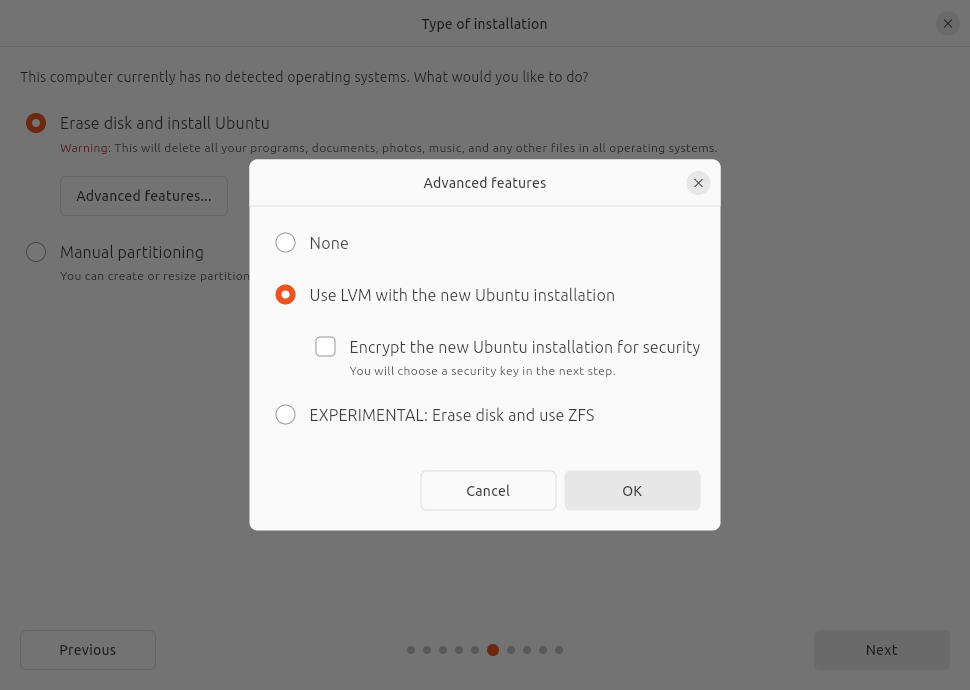 Type of installation
This computer currently has no detected operating systems. What would you like to do?
Erase disk and install Ubuntu
Warning: This will delete all your programs, documents, photos, music, and any other files in all operating systems.
Advanced features...
Manual partitioning
You can create or resize partition
Advanced features
None
Use LVM with the new Ubuntu installation
Encrypt the new Ubuntu installation for security
You will choose a security key in the next step.
EXPERIMENTAL: Erase disk and use ZFS
Cancel
OK
Previous
Next